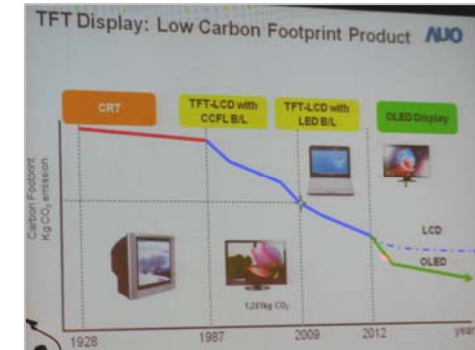 TFT Display: Low Carbon Footprint Product
AUO
CRT
TFT-LCD with
CCFL B/L
TFT-LCD with
LED B/L
OLED Display
Carbon Footprint
Kg CO₂ emission
LCD
OLED
1,241kg CO₂
1928
1987
2009
2012
year